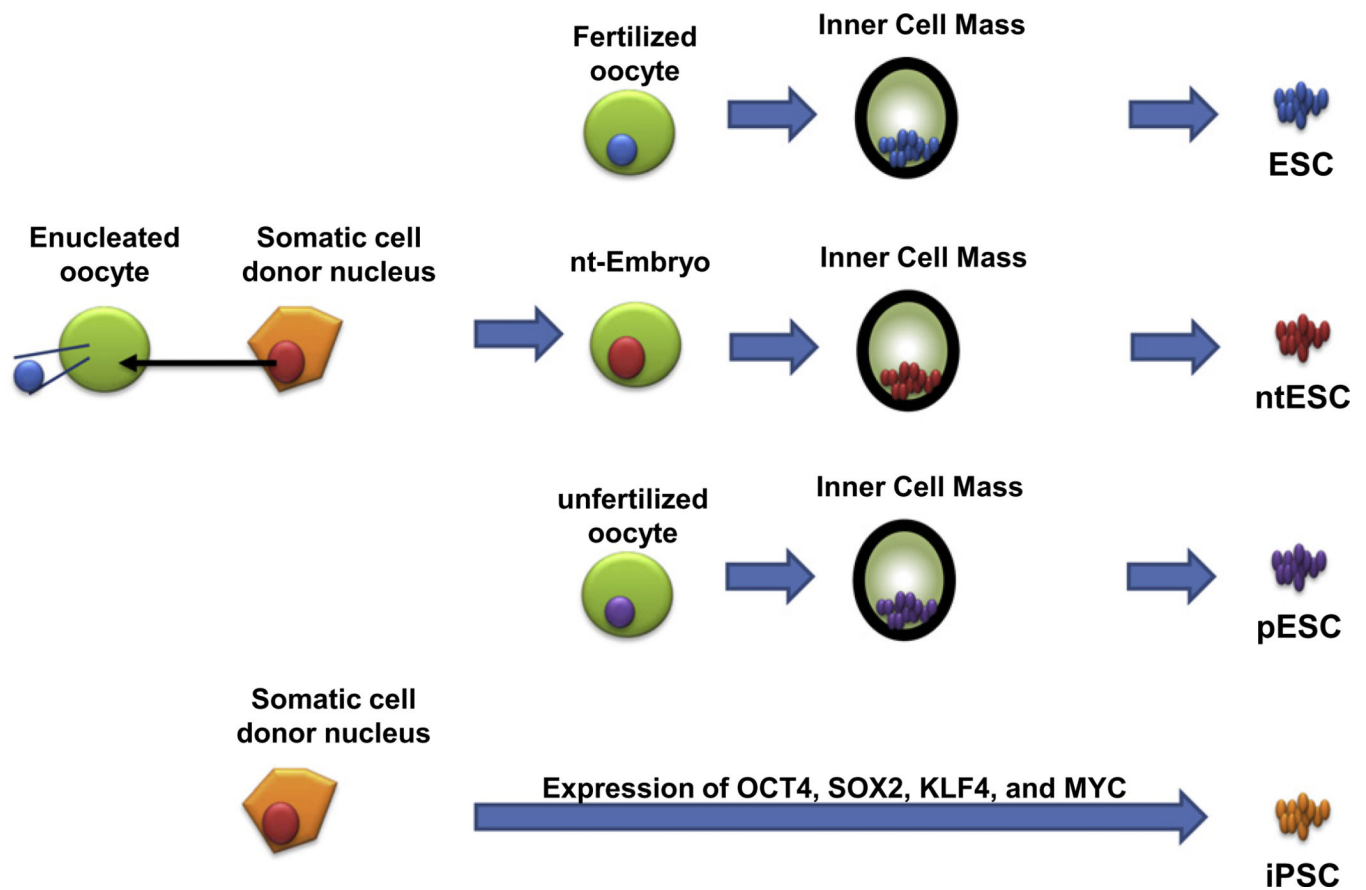 Fertilized
oocyte
Inner Cell Mass
ESC
Enucleated
oocyte
Somatic cell
donor nucleus
nt-Embryo
Inner Cell Mass
ntESC
unfertilized
oocyte
Inner Cell Mass
pESC
Somatic cell
donor nucleus
Expression of OCT4, SOX2, KLF4, and MYC
iPSC